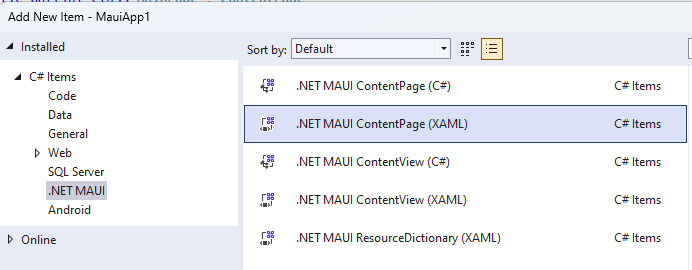 Add New Item - MauiApp1
Installed
Sort by: Default
C# Items
Code
Data
General
Web
SQL Server
.NET MAUI
Android
Online
.NET MAUI ContentPage (C#) C# Items
.NET MAUI ContentPage (XAML) C# Items
.NET MAUI ContentView (C#) C# Items
.NET MAUI ContentView (XAML) C# Items
.NET MAUI ResourceDictionary (XAML) C# Items